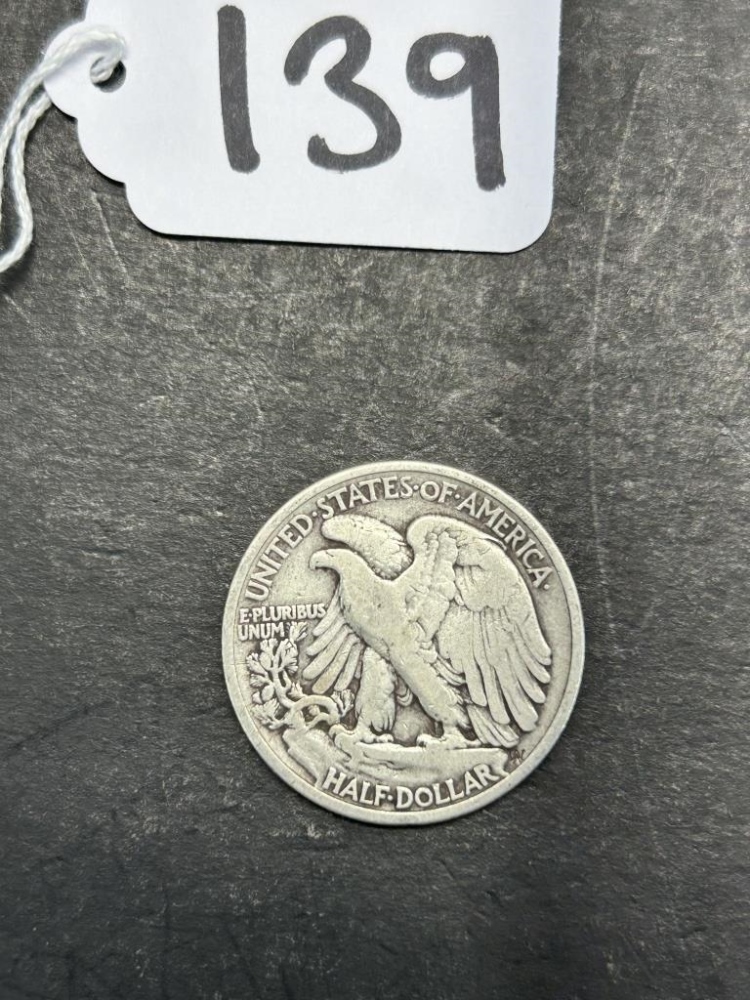 139
UNITED·STATES·OF·AMERICA·
E·PLURIBUS
UNUM
HALF·DOLLAR